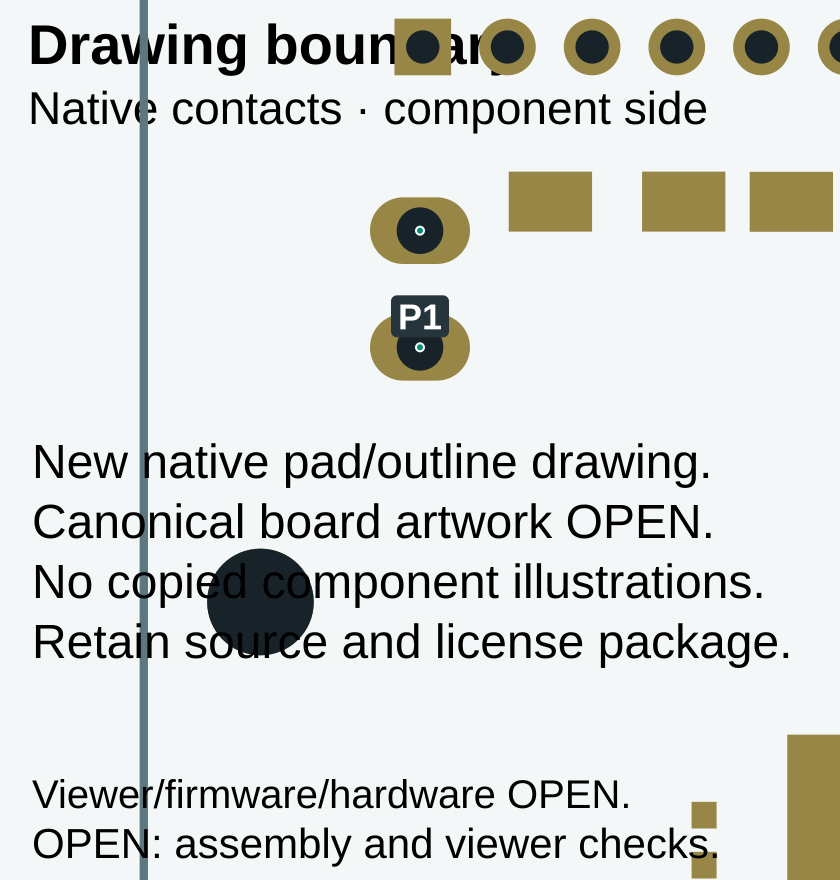 Drawing boundary
Native contacts · component side
P1
New native pad/outline drawing.
Canonical board artwork OPEN.
No copied component illustrations.
Retain source and license package.
Viewer/firmware/hardware OPEN.
OPEN: assembly and viewer checks.